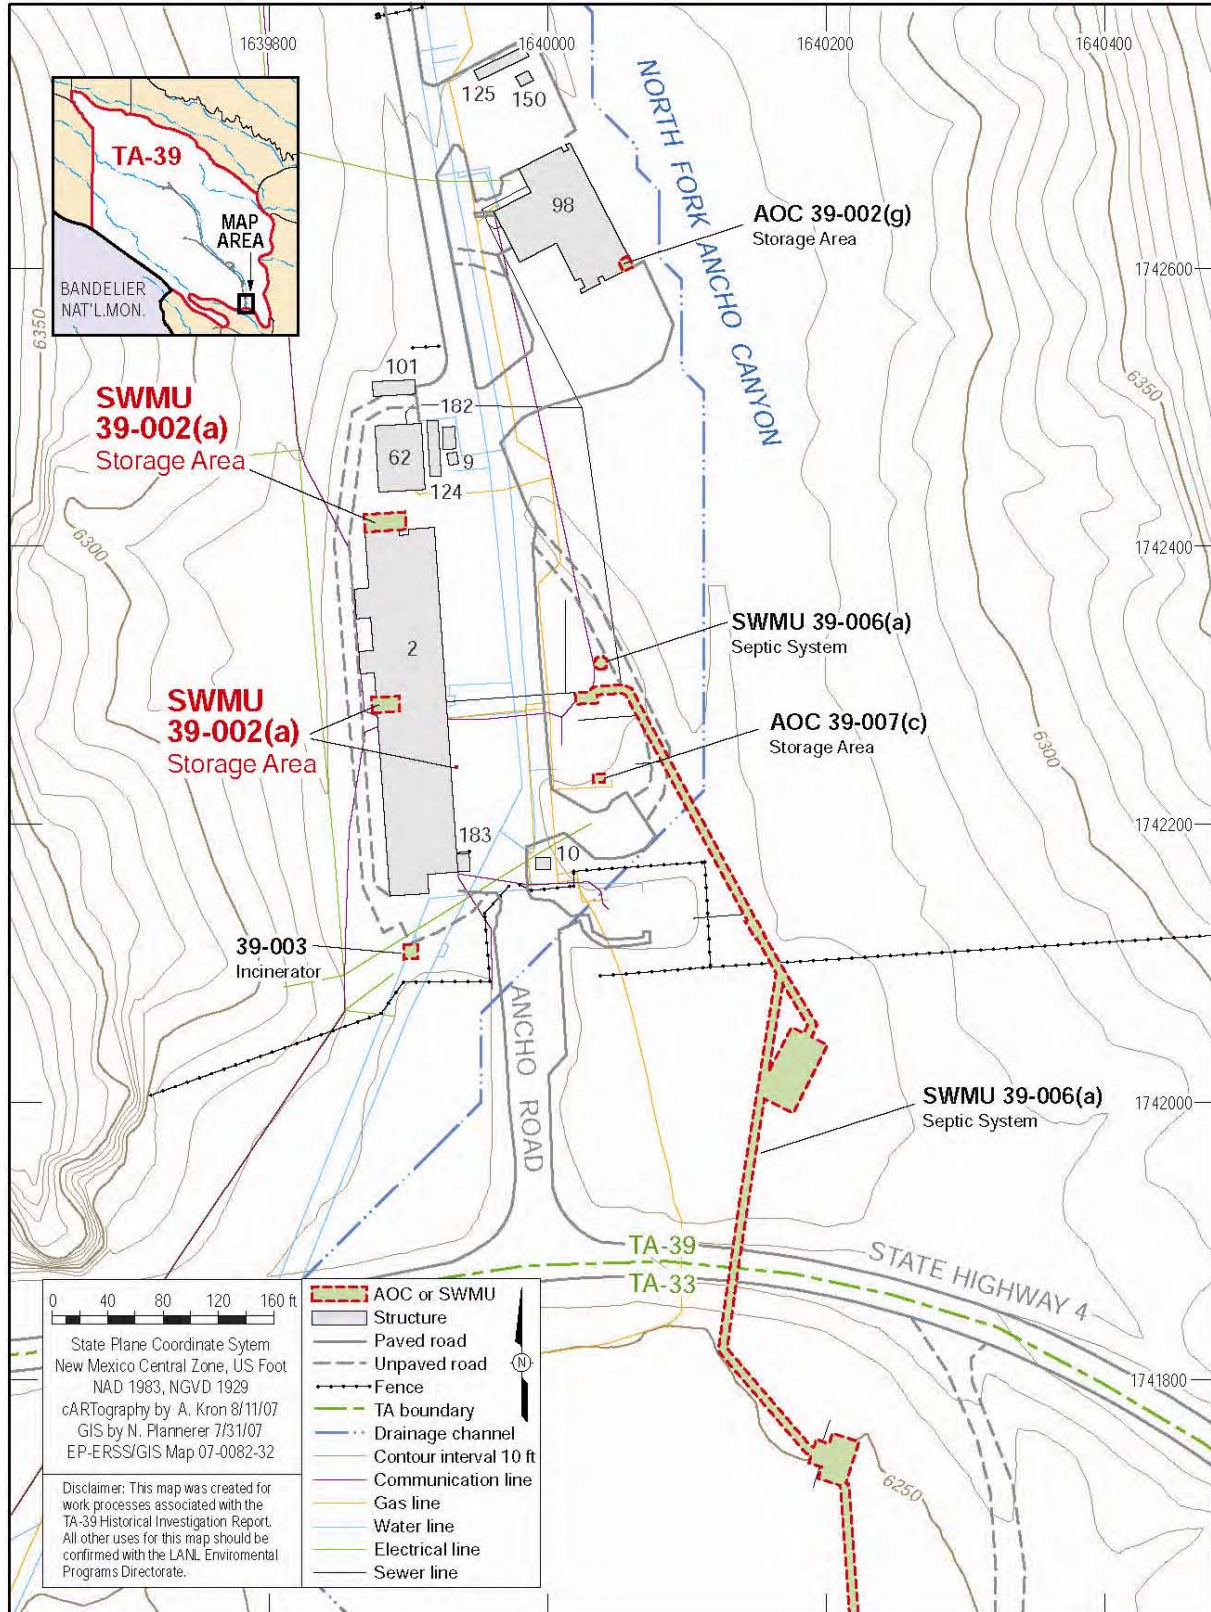 1639800
1640000
1640200
1640400
125
150
NORTH FORK ANCHO CANYON
TA-39
MAP
AREA
BANDELIER
NAT'L.MON.
98
AOC 39-002(g)
Storage Area
1742600
6350
6350
101
SWMU
39-002(a)
Storage Area
182
62
9
124
6300
1742400
2
SWMU 39-006(a)
Septic System
SWMU
39-002(a)
Storage Area
AOC 39-007(c)
Storage Area
6300
183
10
1742200
39-003
Incinerator
ANCHO ROAD
SWMU 39-006(a)
Septic System
1742000
TA-39
TA-33
STATE HIGHWAY 4
1741800
6250
0 40 80 120 160 ft
State Plane Coordinate Sytem
New Mexico Central Zone, US Foot
NAD 1983, NGVD 1929
cARTography by A. Kron 8/11/07
GIS by N. Plannerer 7/31/07
EP-ERSS/GIS Map 07-0082-32
Disclaimer: This map was created for
work processes associated with the
TA-39 Historical Investigation Report.
All other uses for this map should be
confirmed with the LANL Enviromental
Programs Directorate.
AOC or SWMU
Structure
Paved road
Unpaved road
N
Fence
TA boundary
Drainage channel
Contour interval 10 ft
Communication line
Gas line
Water line
Electrical line
Sewer line